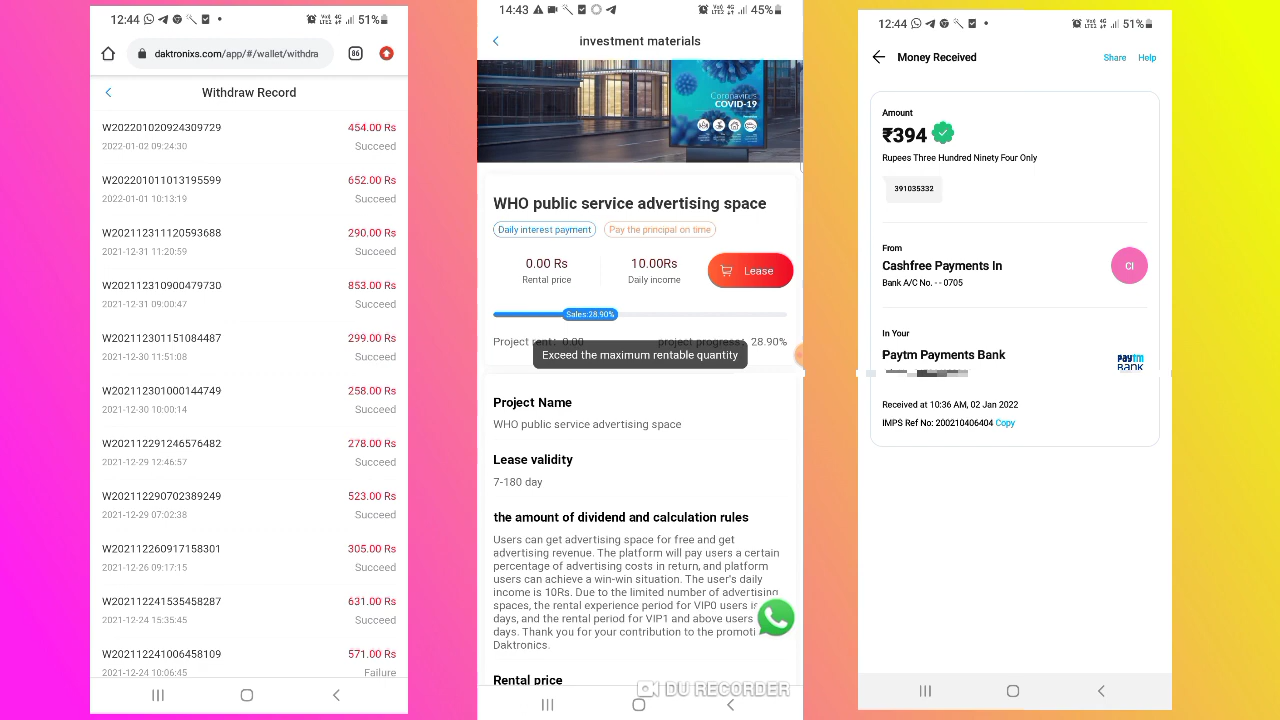 12:44
LTE2
51%
daktronixs.com/app/#/wallet/withdra
86
Withdraw Record
W202201020924309729 454.00 Rs
2022-01-02 09:24:30 Succeed
W202201011013195599 652.00 Rs
2022-01-01 10:13:19 Succeed
W202112311120593688 290.00 Rs
2021-12-31 11:20:59 Succeed
W202112310900479730 853.00 Rs
2021-12-31 09:00:47 Succeed
W202112301151084487 299.00 Rs
2021-12-30 11:51:08 Succeed
W202112301000144749 258.00 Rs
2021-12-30 10:00:14 Succeed
W202112291246576482 278.00 Rs
2021-12-29 12:46:57 Succeed
W202112290702389249 523.00 Rs
2021-12-29 07:02:38 Succeed
W202112260917158301 305.00 Rs
2021-12-26 09:17:15 Succeed
W202112241535458287 631.00 Rs
2021-12-24 15:35:45 Succeed
W202112241006458109 571.00 Rs
2021-12-24 10:06:45 Failure
14:43
45%
investment materials
Coronavirus
COVID-19
WHO public service advertising space
Daily interest payment Pay the principal on time
0.00 Rs 10.00Rs Lease
Rental price Daily income
Sales:28.90%
Project rent: 0.00 project progress: 28.90%
Exceed the maximum rentable quantity
Project Name
WHO public service advertising space
Lease validity
7-180 day
the amount of dividend and calculation rules
Users can get advertising space for free and get
advertising revenue. The platform will pay users a certain
percentage of advertising costs in return, and platform
users can achieve a win-win situation. The user's daily
income is 10Rs. Due to the limited number of advertising
spaces, the rental experience period for VIP0 users is
days, and the rental period for VIP1 and above users
days. Thank you for your contribution to the promoti
Daktronics.
Rental price
DU RECORDER
12:44
51%
Money Received Share Help
Amount
₹394
Rupees Three Hundred Ninety Four Only
391035332
From
Cashfree Payments In
CI
Bank A/C No. - - 0705
In Your
Paytm Payments Bank
paytm
BANK
Received at 10:36 AM, 02 Jan 2022
IMPS Ref No: 200210406404 Copy